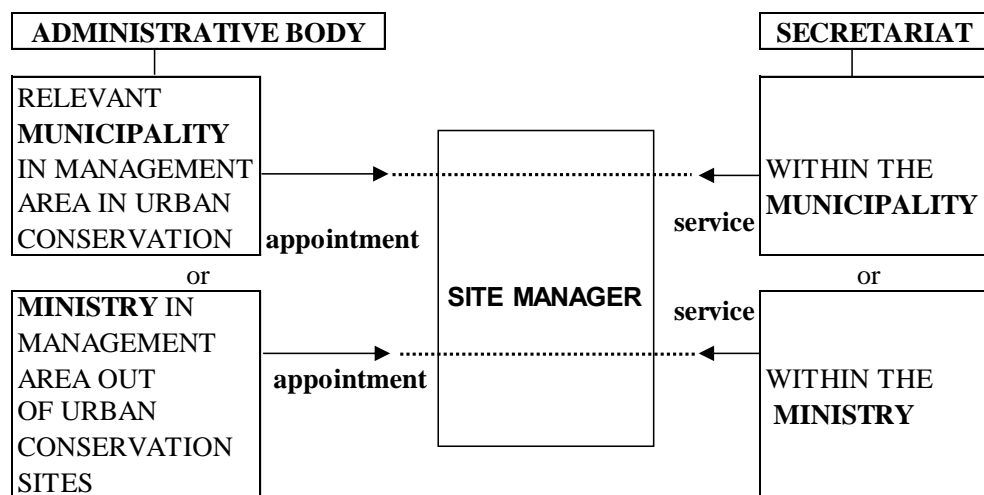 ADMINISTRATIVE BODY
SECRETARIAT
RELEVANT
MUNICIPALITY
IN MANAGEMENT
AREA IN URBAN
CONSERVATION
appointment
WITHIN THE
MUNICIPALITY
service
or
or
SITE MANAGER
MINISTRY IN
MANAGEMENT
AREA OUT
OF URBAN
CONSERVATION
SITES
appointment
service
WITHIN THE
MINISTRY